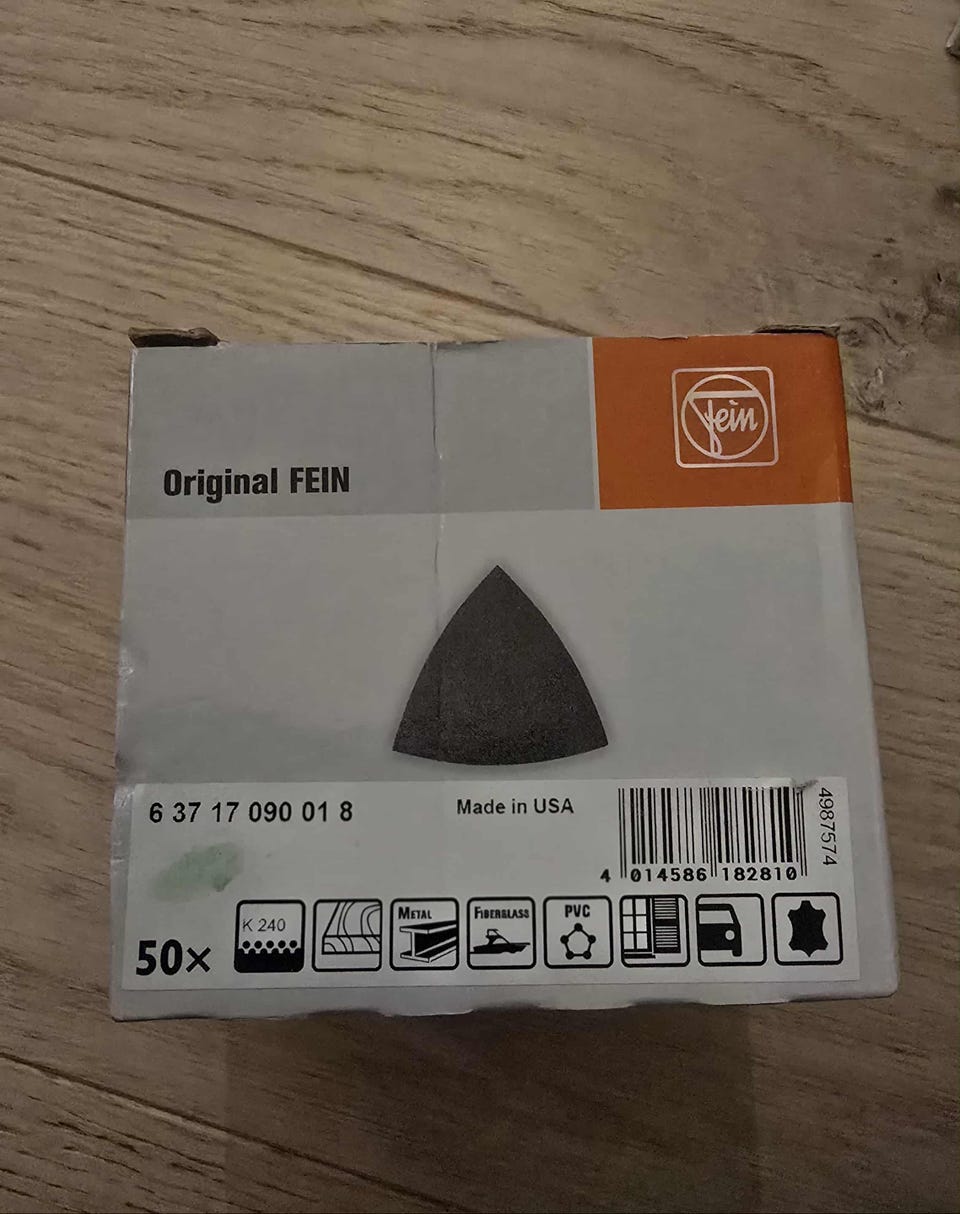 fein
Original FEIN
6 37 17 090 01 8
Made in USA
4987574
4 014586 182810
50×
K 240
METAL
FIBERGLASS
PVC